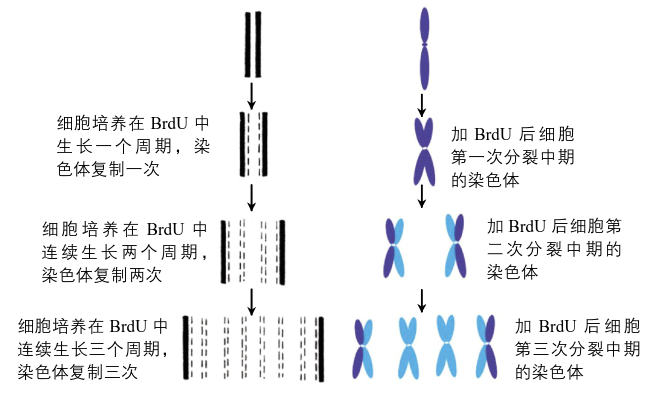 细胞培养在 BrdU 中
生长一个周期，染
色体复制一次
加 BrdU 后细胞
第一次分裂中期
的染色体
细胞培养在 BrdU 中
连续生长两个周期，
染色体复制两次
加 BrdU 后细胞第
二次分裂中期的
染色体
细胞培养在 BrdU 中
连续生长三个周期，
染色体复制三次
加 BrdU 后细胞
第三次分裂中期
的染色体